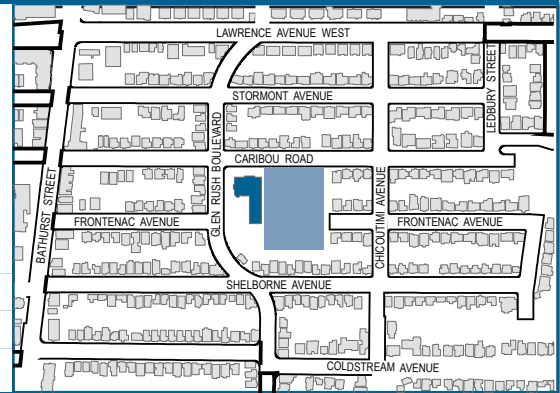 LAWRENCE AVENUE WEST
LEDBURY STREET
STORMONT AVENUE
GLEN RUSH BOULEVARD
CARIBOU ROAD
BATHURST STREET
CHICOUTIMI AVENUE
FRONTENAC AVENUE
FRONTENAC AVENUE
SHELBORNE AVENUE
COLDSTREAM AVENUE